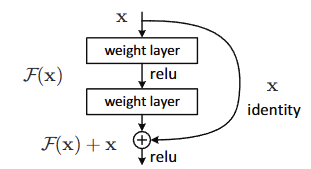 x
weight layer
relu
F(x)
x
identity
weight layer
F(x) + x
relu